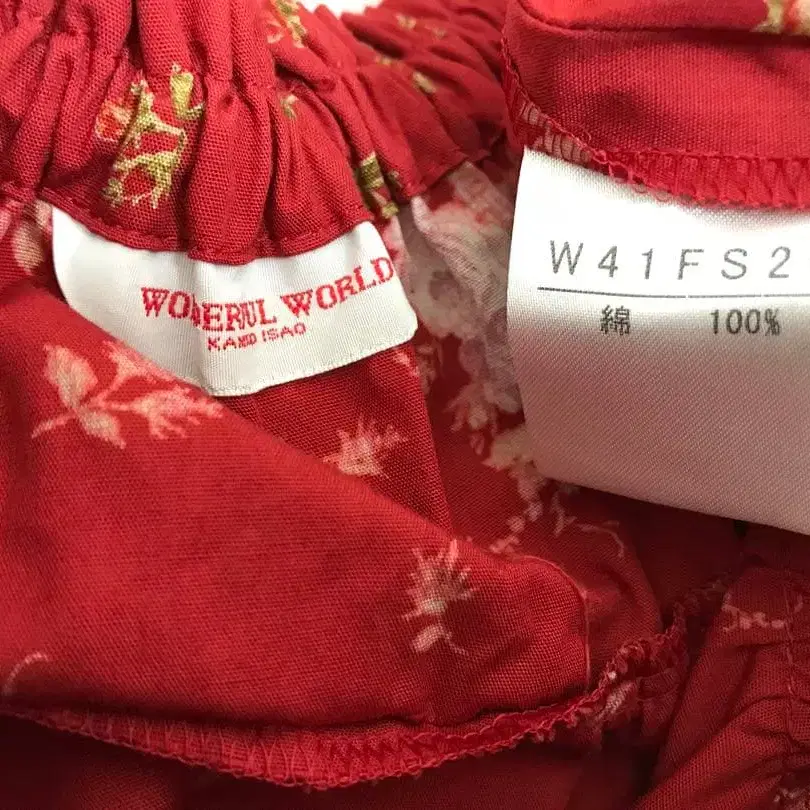 WONDERFUL WORLD
KANEKO ISAO
W41FS2
綿 100%